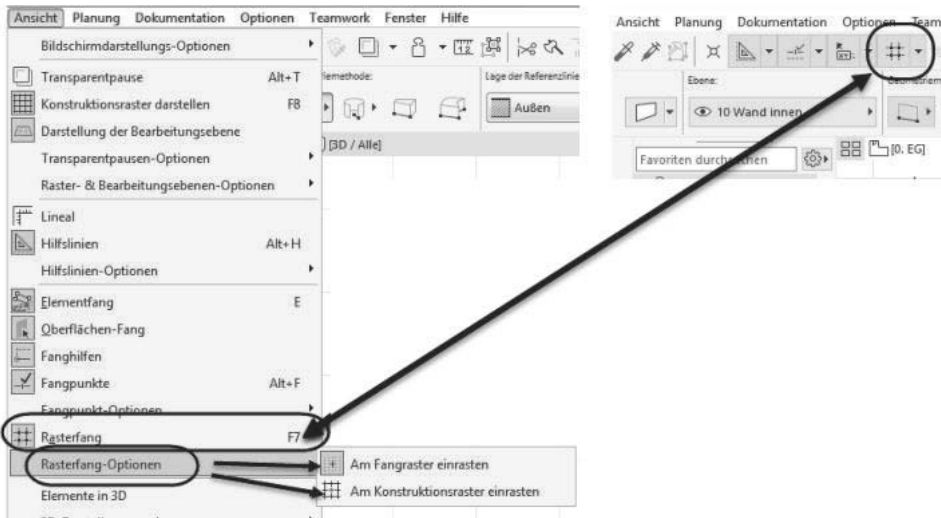 Ansicht Planung Dokumentation Optionen Teamwork Fenster Hilfe
Bildschirmdarstellungs-Optionen
Transparentpause Alt+T
Konstruktionsraster darstellen F8
Darstellung der Bearbeitungsebene
Transparentpausen-Optionen
Raster- & Bearbeitungsebenen-Optionen
Lineal
Hilfslinien Alt+H
Hilfslinien-Optionen
Elementfang E
Oberflächen-Fang
Fanghilfen
Fangpunkte Alt+F
Fangpunkt-Optionen
Rasterfang F7
Rasterfang-Optionen
Elemente in 3D
Am Fangraster einrasten
Am Konstruktionsraster einrasten
Lage der Referenzlinie
Außen
[3D / Alle]
Ansicht Planung Dokumentation Optionen Team
Ebene:
10 Wand innen
Favoriten
[0. EG]